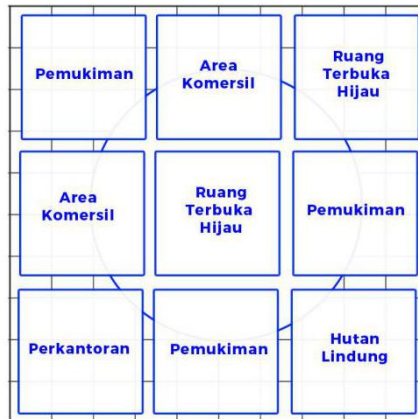 Pemukiman
Area
Komersil
Ruang
Terbuka
Hijau
Area
Komersil
Ruang
Terbuka
Hijau
Pemukiman
Perkantoran
Pemukiman
Hutan
Lindung